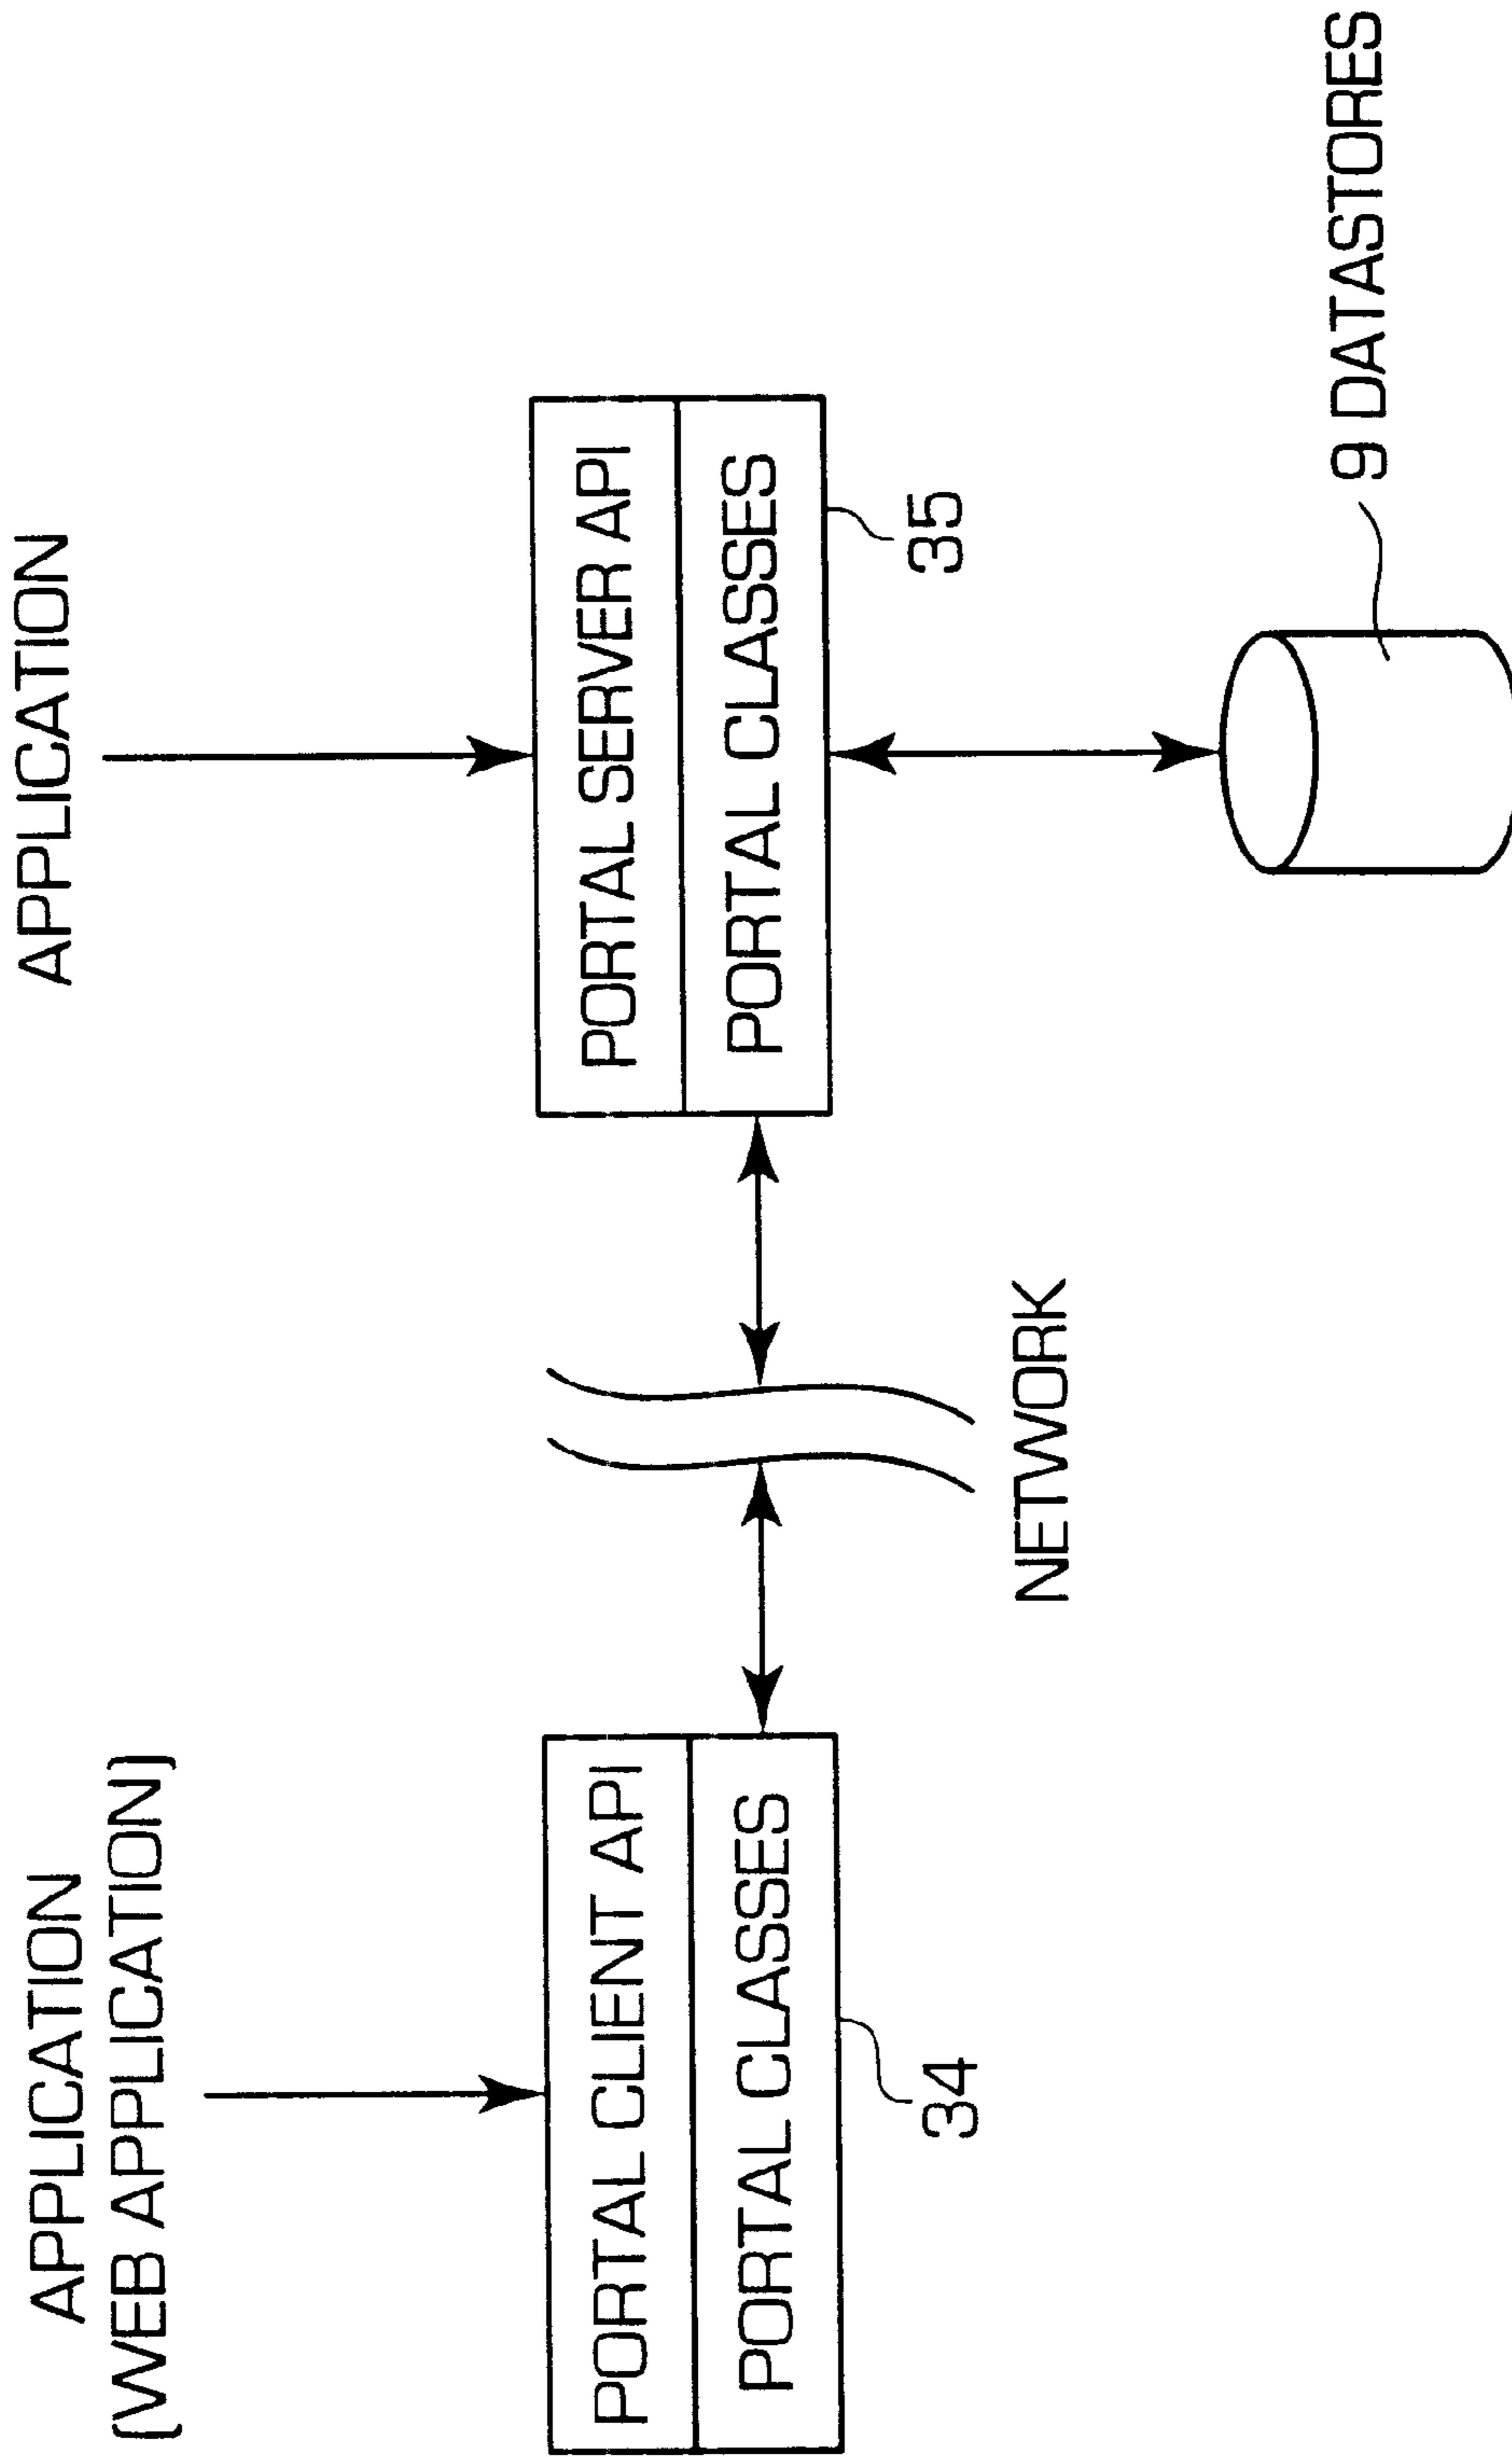 APPLICATION
(WEB APPLICATION)
PORTAL CLIENT API
PORTAL CLASSES
34
NETWORK
APPLICATION
PORTAL SERVER API
PORTAL CLASSES
35
9 DATASTORES